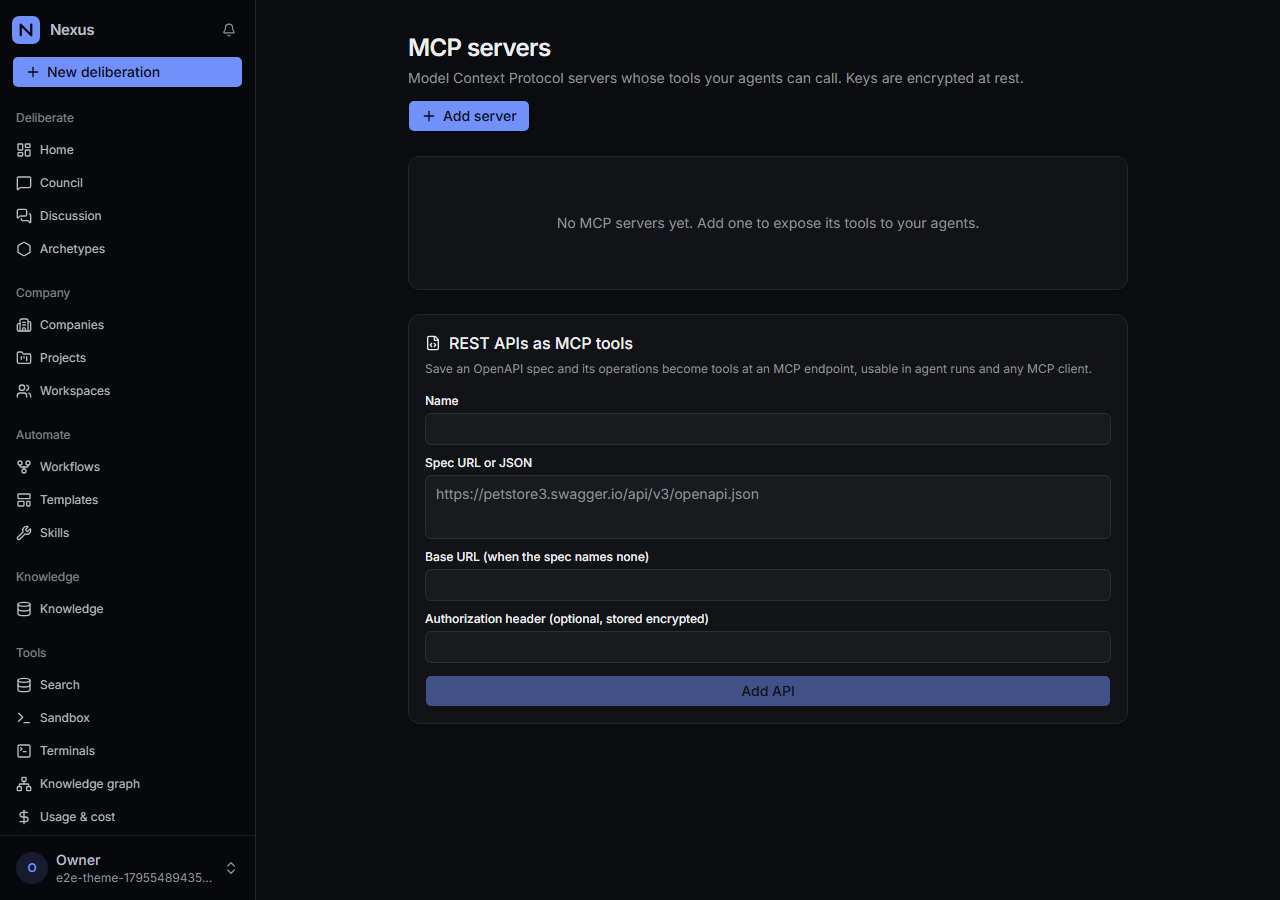 Nexus
New deliberation
Deliberate
Home
Council
Discussion
Archetypes
Company
Companies
Projects
Workspaces
Automate
Workflows
Templates
Skills
Knowledge
Knowledge
Tools
Search
Sandbox
Terminals
Knowledge graph
Usage & cost
O
Owner
e2e-theme-17955489435...
MCP servers
Model Context Protocol servers whose tools your agents can call. Keys are encrypted at rest.
Add server
No MCP servers yet. Add one to expose its tools to your agents.
REST APIs as MCP tools
Save an OpenAPI spec and its operations become tools at an MCP endpoint, usable in agent runs and any MCP client.
Name
Spec URL or JSON
https://petstore3.swagger.io/api/v3/openapi.json
Base URL (when the spec names none)
Authorization header (optional, stored encrypted)
Add API